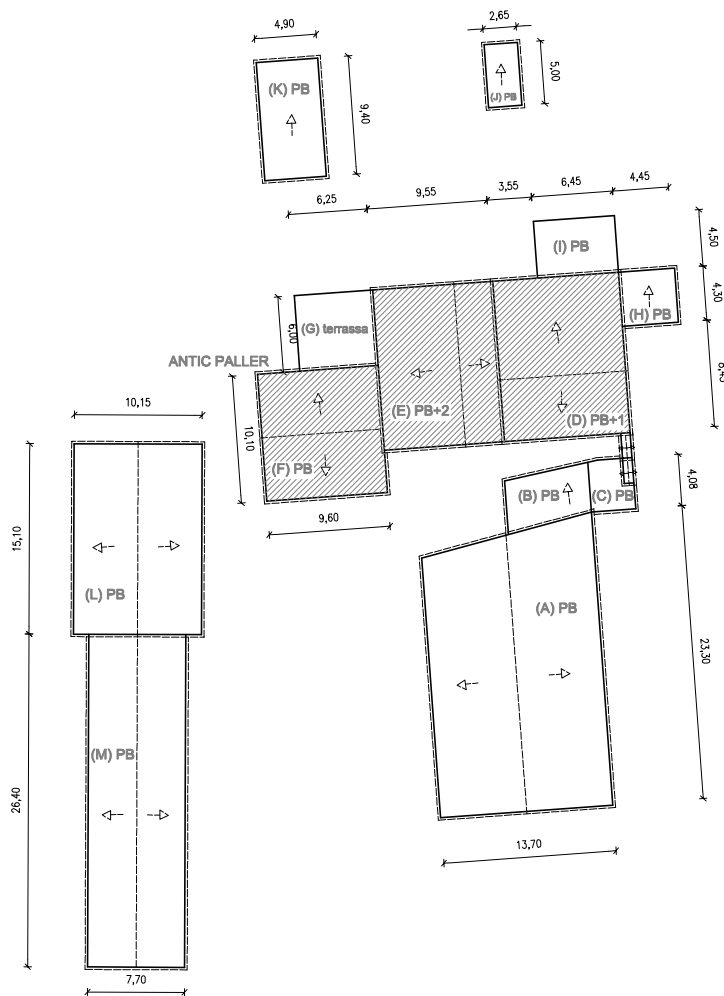 4,90
2,65
(K) PB
9,40
(J) PB
5,00
6,25
9,55
3,55
6,45
4,45
4,50
(I) PB
4,30
(H) PB
6,00
(G) terrassa
ANTIC PALLER
(E) PB+2
(D) PB+1
10,15
10,10
(F) PB
9,60
(B) PB
(C) PB
4,08
15,10
(L) PB
(A) PB
23,30
(M) PB
26,40
13,70
7,70